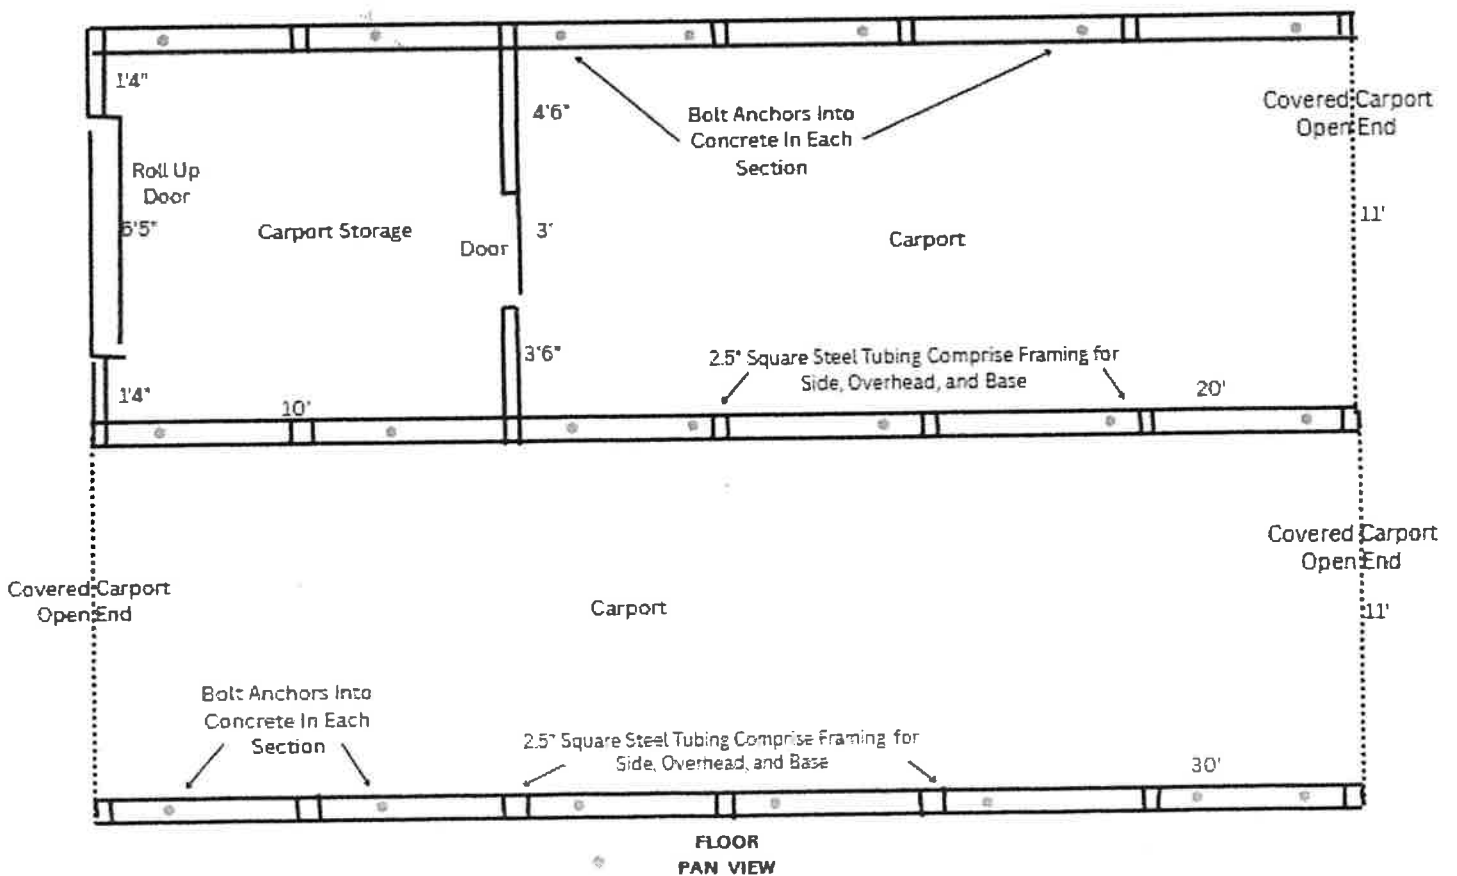 1'4"
4'6"
Bolt Anchors Into
Concrete In Each
Section
Covered Carport
Open End
Roll Up
Door
6'5"
Carport Storage
Door
3'
Carport
11'
3'6"
2.5" Square Steel Tubing Comprise Framing for
Side, Overhead, and Base
1'4"
10'
20'
Covered Carport
Open End
Covered Carport
Open End
Carport
11'
Bolt Anchors Into
Concrete In Each
Section
2.5" Square Steel Tubing Comprise Framing for
Side, Overhead, and Base
30'
FLOOR
PAN VIEW